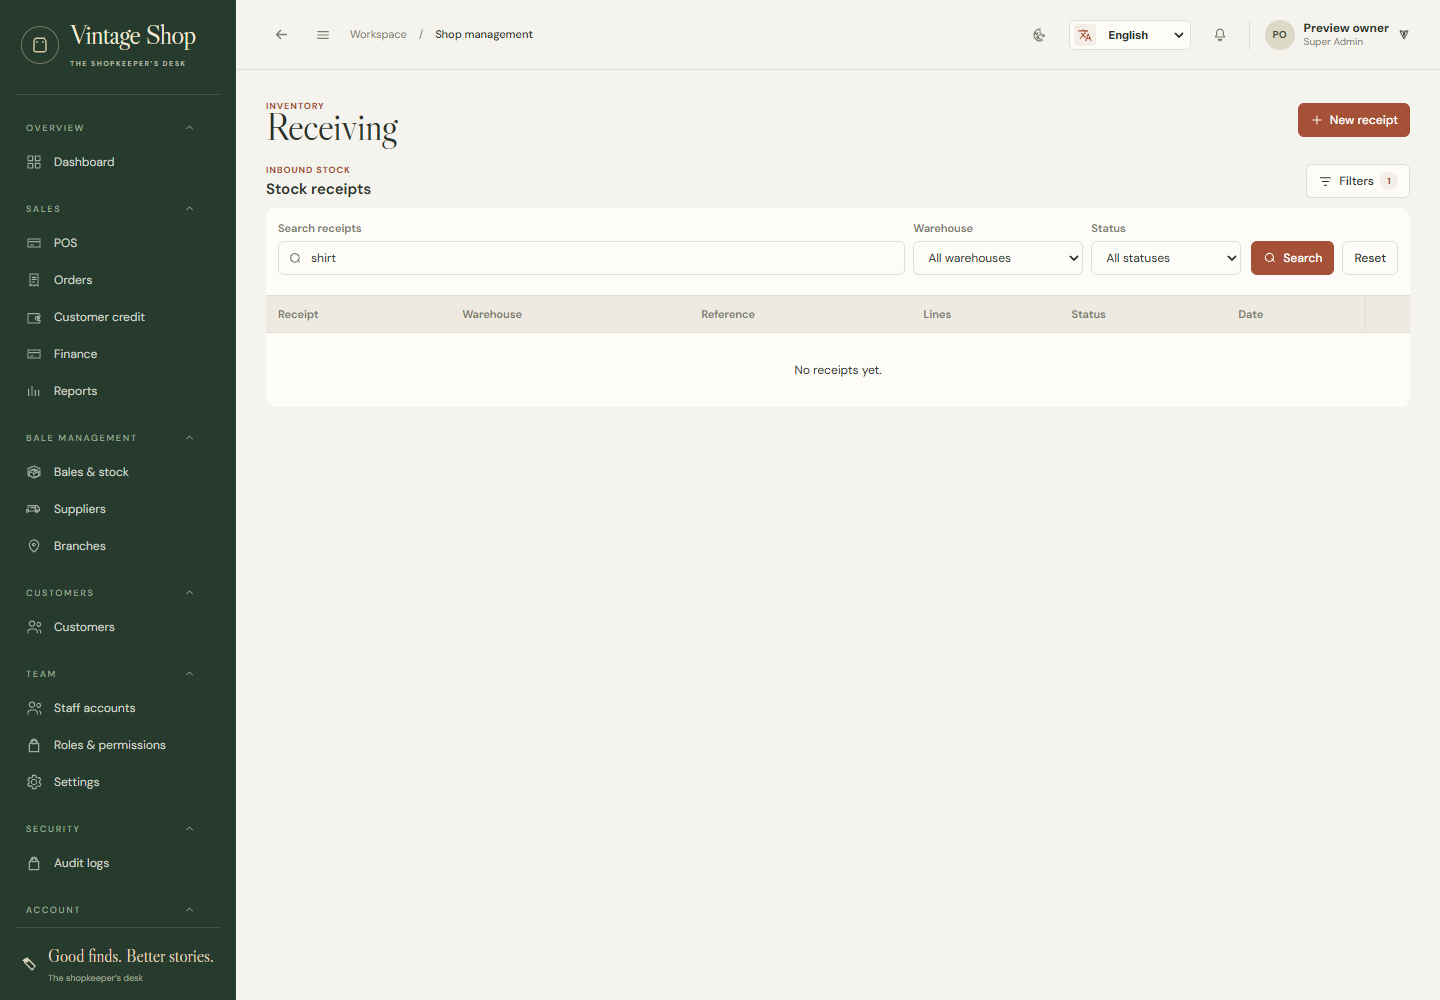 Vintage Shop
THE SHOPKEEPER'S DESK
OVERVIEW
Dashboard
SALES
POS
Orders
Customer credit
Finance
Reports
BALE MANAGEMENT
Bales & stock
Suppliers
Branches
CUSTOMERS
Customers
TEAM
Staff accounts
Roles & permissions
Settings
SECURITY
Audit logs
ACCOUNT
Good finds. Better stories.
The shopkeeper's desk
Workspace / Shop management
English
PO
Preview owner
Super Admin
INVENTORY
Receiving
New receipt
INBOUND STOCK
Stock receipts
Filters 1
Search receipts Warehouse Status
shirt All warehouses All statuses Search Reset
Receipt Warehouse Reference Lines Status Date
No receipts yet.